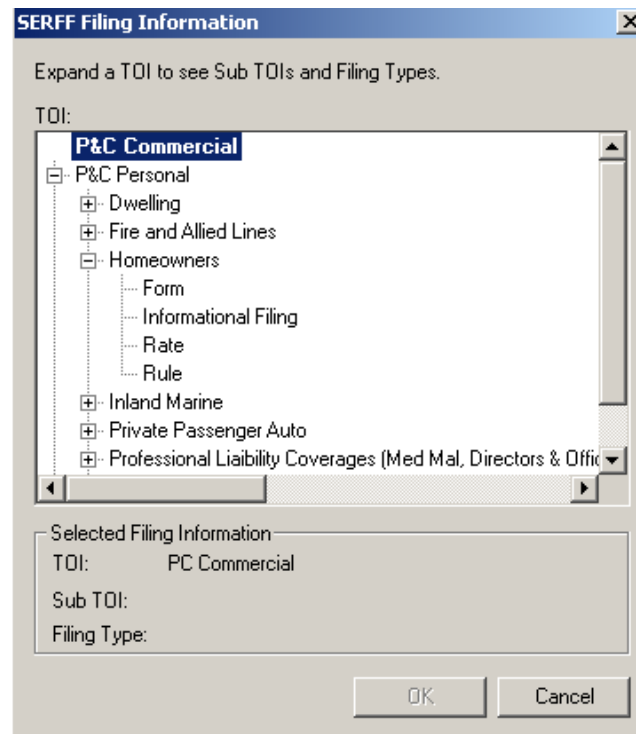 SERFF Filing Information
Expand a TOI to see Sub TOIs and Filing Types.
TOI:
P&C Commercial
P&C Personal
Dwelling
Fire and Allied Lines
Homeowners
Form
Informational Filing
Rate
Rule
Inland Marine
Private Passenger Auto
Professional Liaibility Coverages (Med Mal, Directors & Offic
Selected Filing Information
TOI: PC Commercial
Sub TOI:
Filing Type:
OK Cancel